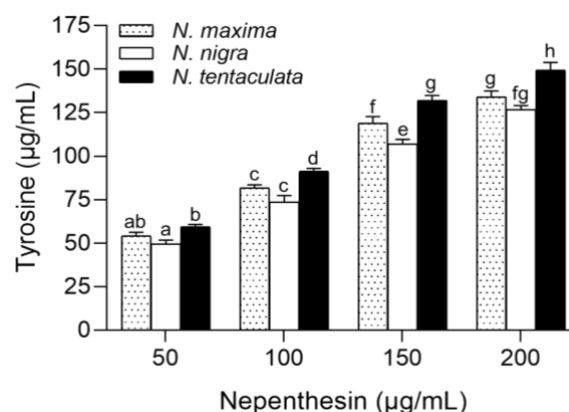 175
150
125
100
75
50
25
0
Tyrosine (µg/mL)
N. maxima
N. nigra
N. tentaculata
ab a b
c c d
f e g
g fg h
50 100 150 200
Nepenthesin (µg/mL)